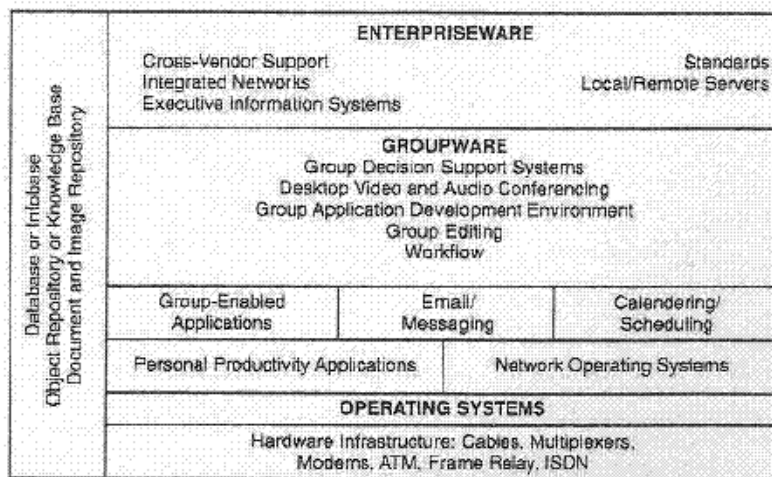 Database or Infobase
Object Repository or Knowledge Base
Document and Image Repository
ENTERPRISEWARE
Cross-Vendor Support
Standards
Integrated Networks
Local/Remote Servers
Executive Information Systems
GROUPWARE
Group Decision Support Systems
Desktop Video and Audio Conferencing
Group Application Development Environment
Group Editing
Workflow
Group-Enabled
Applications
Email/
Messaging
Calendering/
Scheduling
Personal Productivity Applications
Network Operating Systems
OPERATING SYSTEMS
Hardware Infrastructure: Cables, Multiplexers,
Modems, ATM, Frame Relay, ISDN